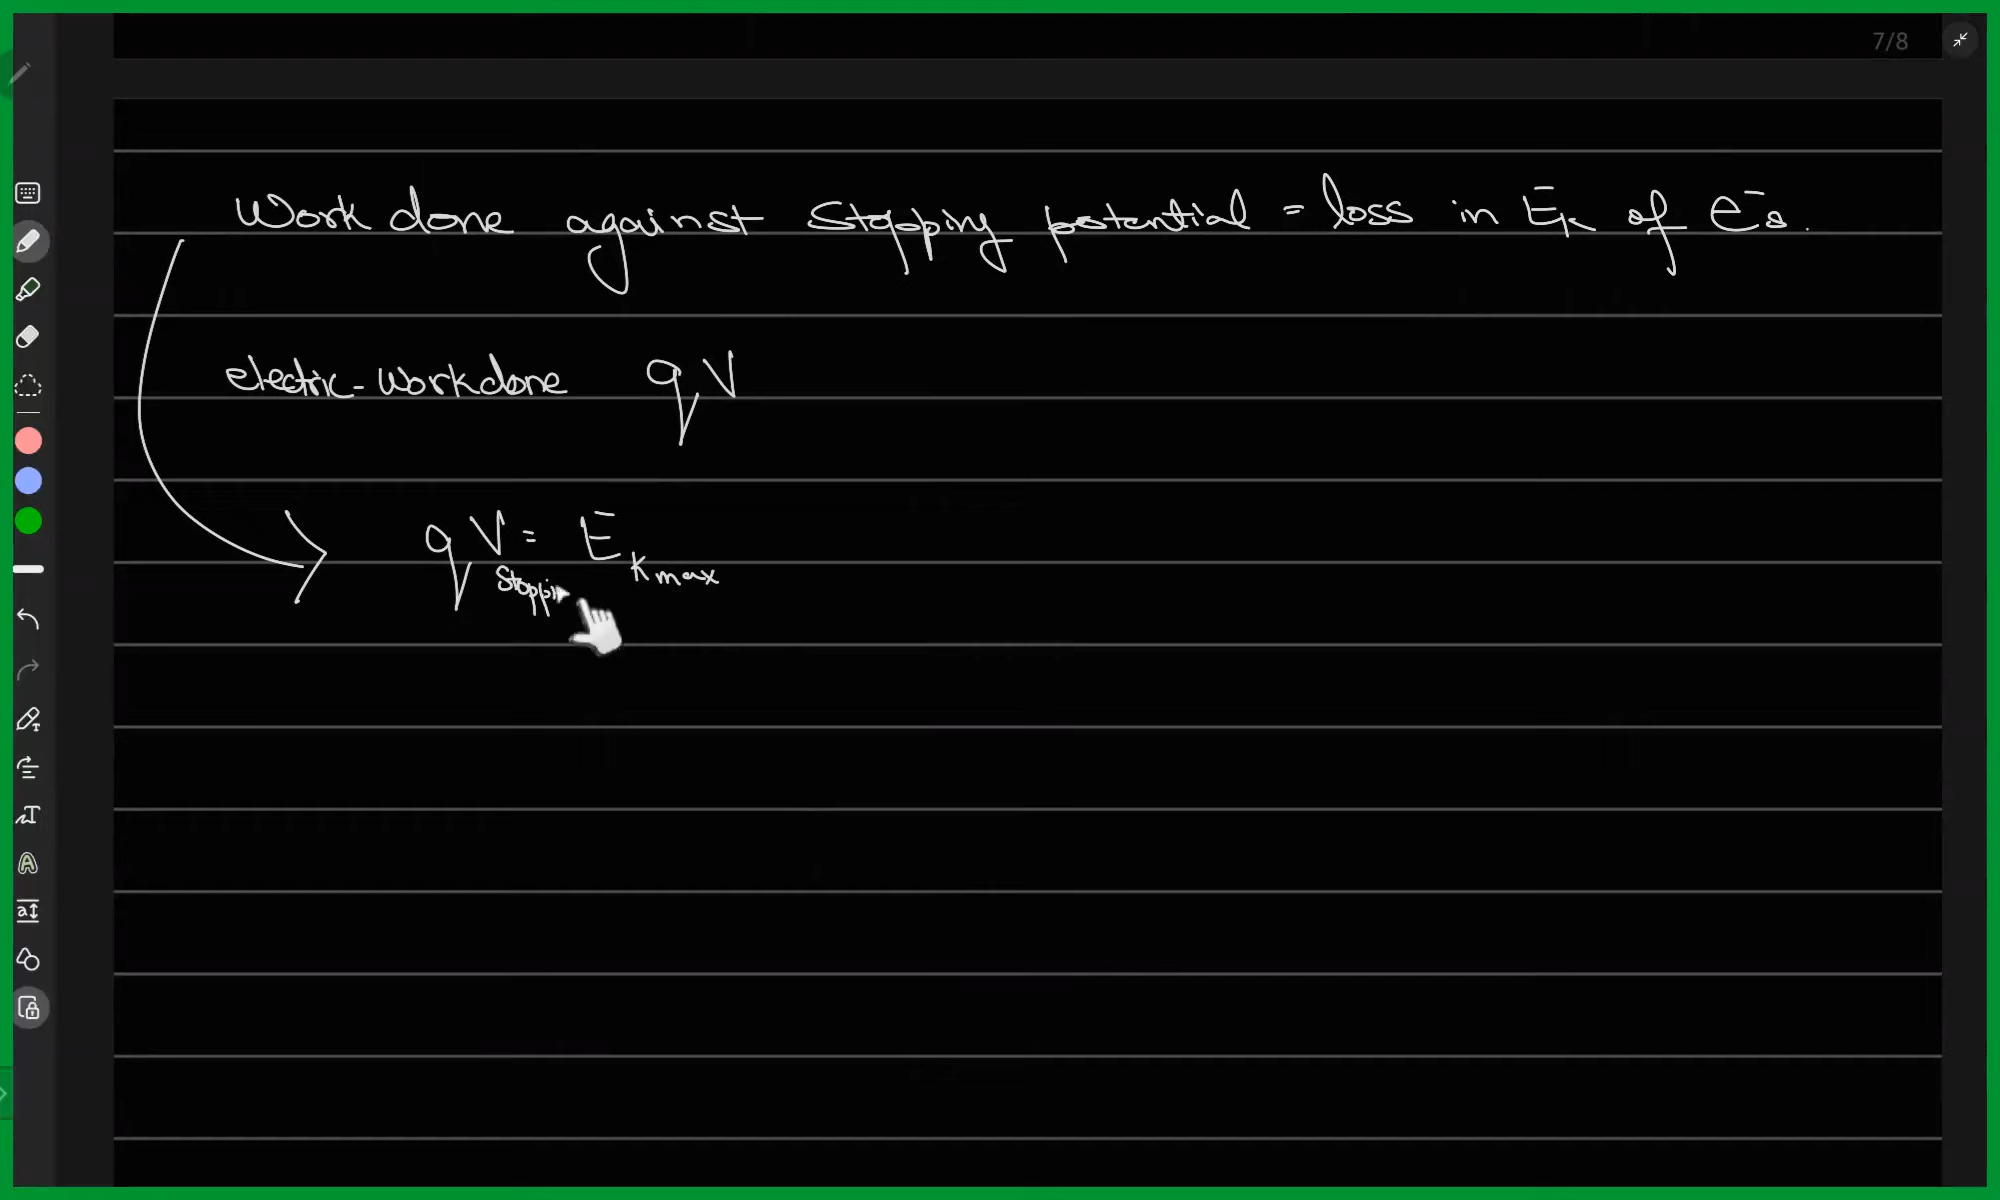 7/8
Work done against Stopping potential = loss in Ek of e-s.
electric-workdone qV
qV = Ek max
Stoppin